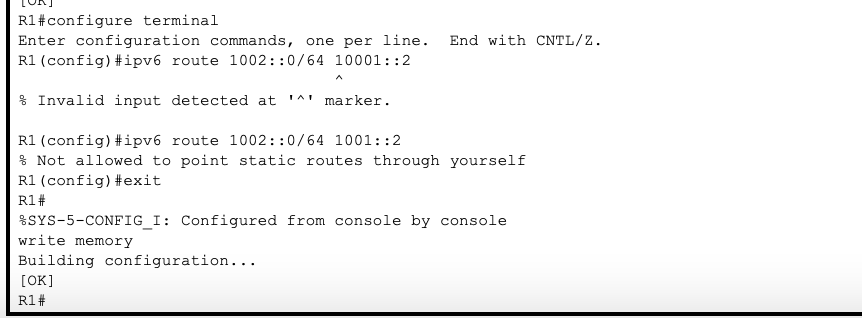 [OK]
R1#configure terminal
Enter configuration commands, one per line.  End with CNTL/Z.
R1(config)#ipv6 route 1002::0/64 10001::2
                                 ^
% Invalid input detected at '^' marker.

R1(config)#ipv6 route 1002::0/64 1001::2
% Not allowed to point static routes through yourself
R1(config)#exit
R1#
%SYS-5-CONFIG_I: Configured from console by console
write memory
Building configuration...
[OK]
R1#